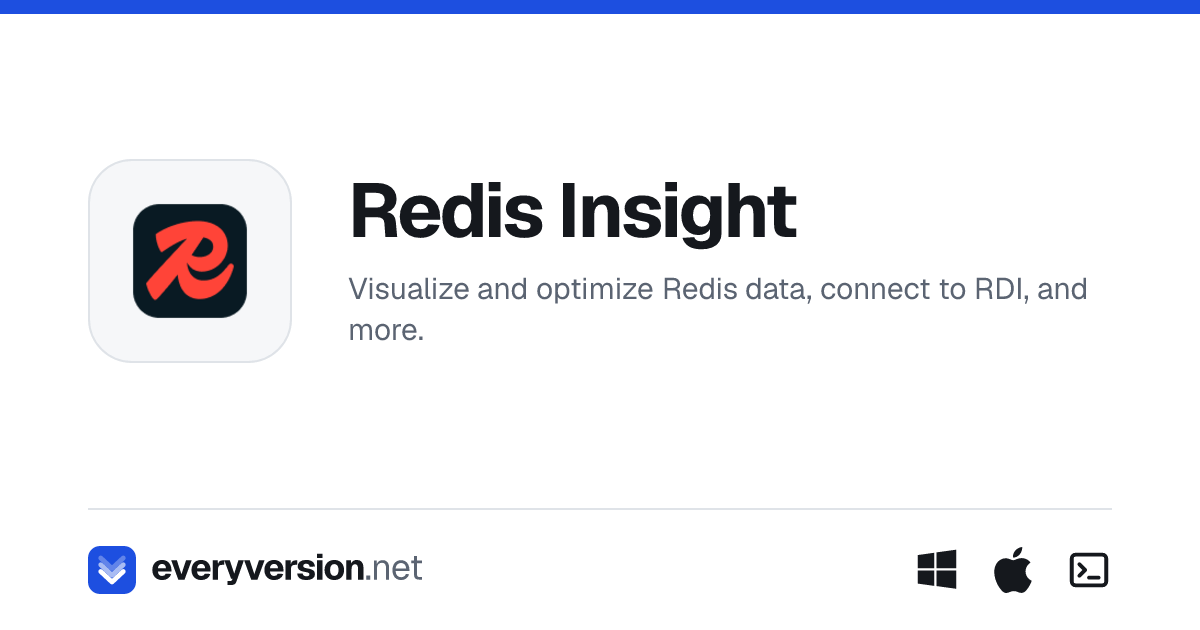 Redis Insight
Visualize and optimize Redis data, connect to RDI, and
more.
everyversion.net